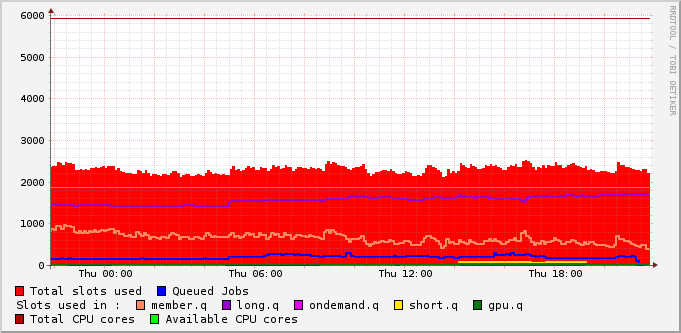 6000
5000
4000
3000
2000
1000
0
Thu 00:00 Thu 06:00 Thu 12:00 Thu 18:00
Total slots used Queued Jobs
Slots used in : member.q long.q ondemand.q short.q gpu.q
Total CPU cores Available CPU cores
RRDTOOL / TOBI OETIKER